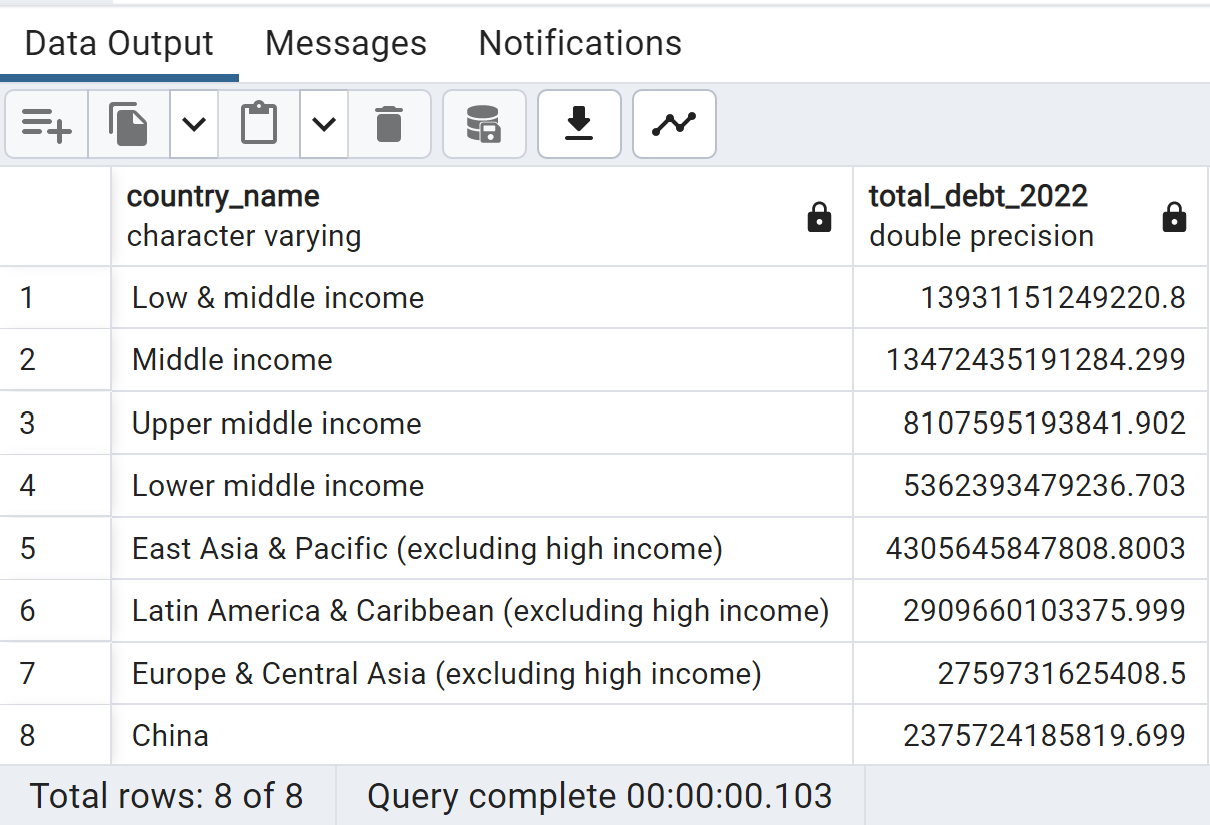 Data Output Messages Notifications
country_name total_debt_2022
character varying double precision
1 Low & middle income 13931151249220.8
2 Middle income 13472435191284.299
3 Upper middle income 8107595193841.902
4 Lower middle income 5362393479236.703
5 East Asia & Pacific (excluding high income) 4305645847808.8003
6 Latin America & Caribbean (excluding high income) 2909660103375.999
7 Europe & Central Asia (excluding high income) 2759731625408.5
8 China 2375724185819.699
Total rows: 8 of 8 Query complete 00:00:00.103